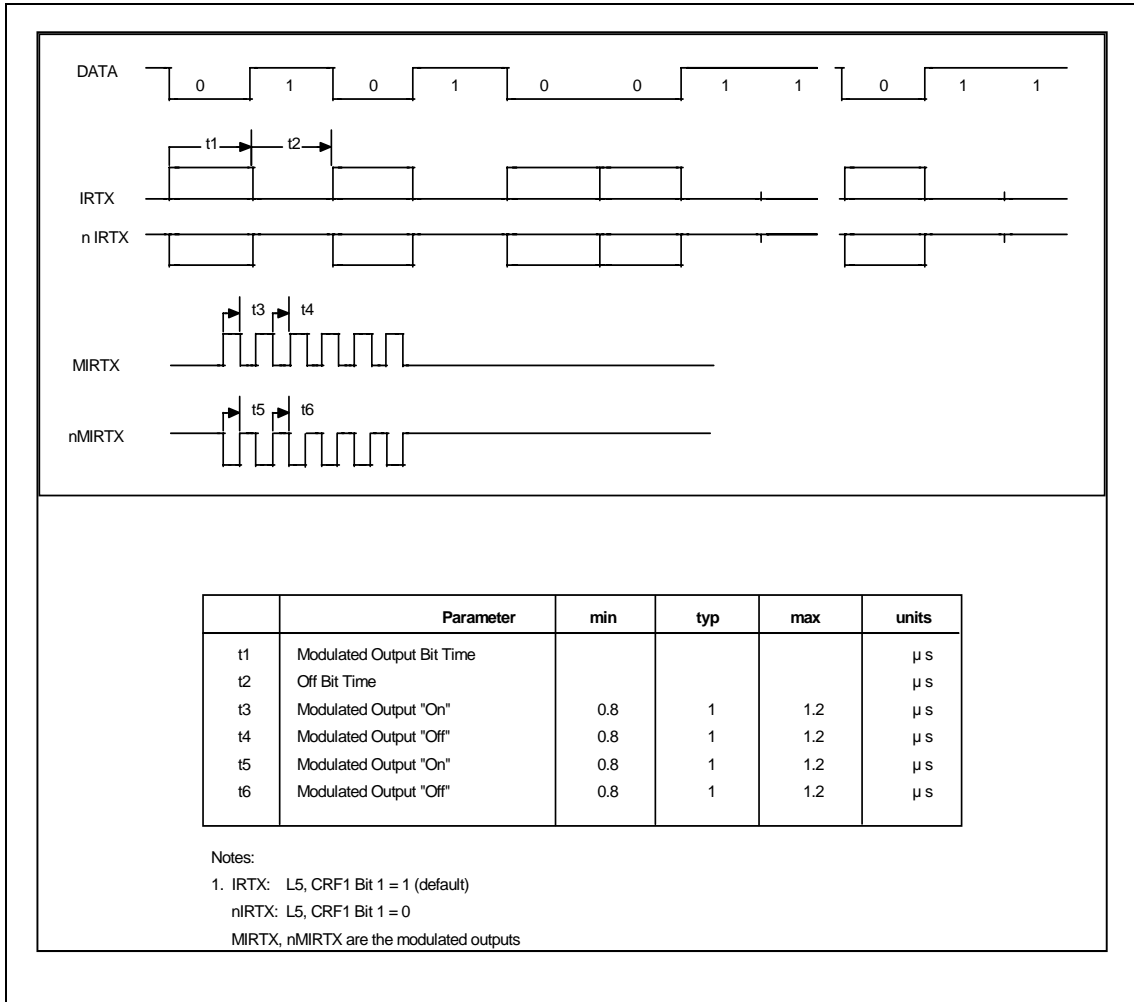 DATA 0 1 0 1 0 0 1 1 0 1 1
t1 t2
IRTX
n IRTX
t3 t4
MIRTX
t5 t6
nMIRTX
Parameter min typ max units
t1 Modulated Output Bit Time µ s
t2 Off Bit Time µ s
t3 Modulated Output "On" 0.8 1 1.2 µ s
t4 Modulated Output "Off" 0.8 1 1.2 µ s
t5 Modulated Output "On" 0.8 1 1.2 µ s
t6 Modulated Output "Off" 0.8 1 1.2 µ s
Notes:
1. IRTX: L5, CRF1 Bit 1 = 1 (default)
nIRTX: L5, CRF1 Bit 1 = 0
MIRTX, nMIRTX are the modulated outputs